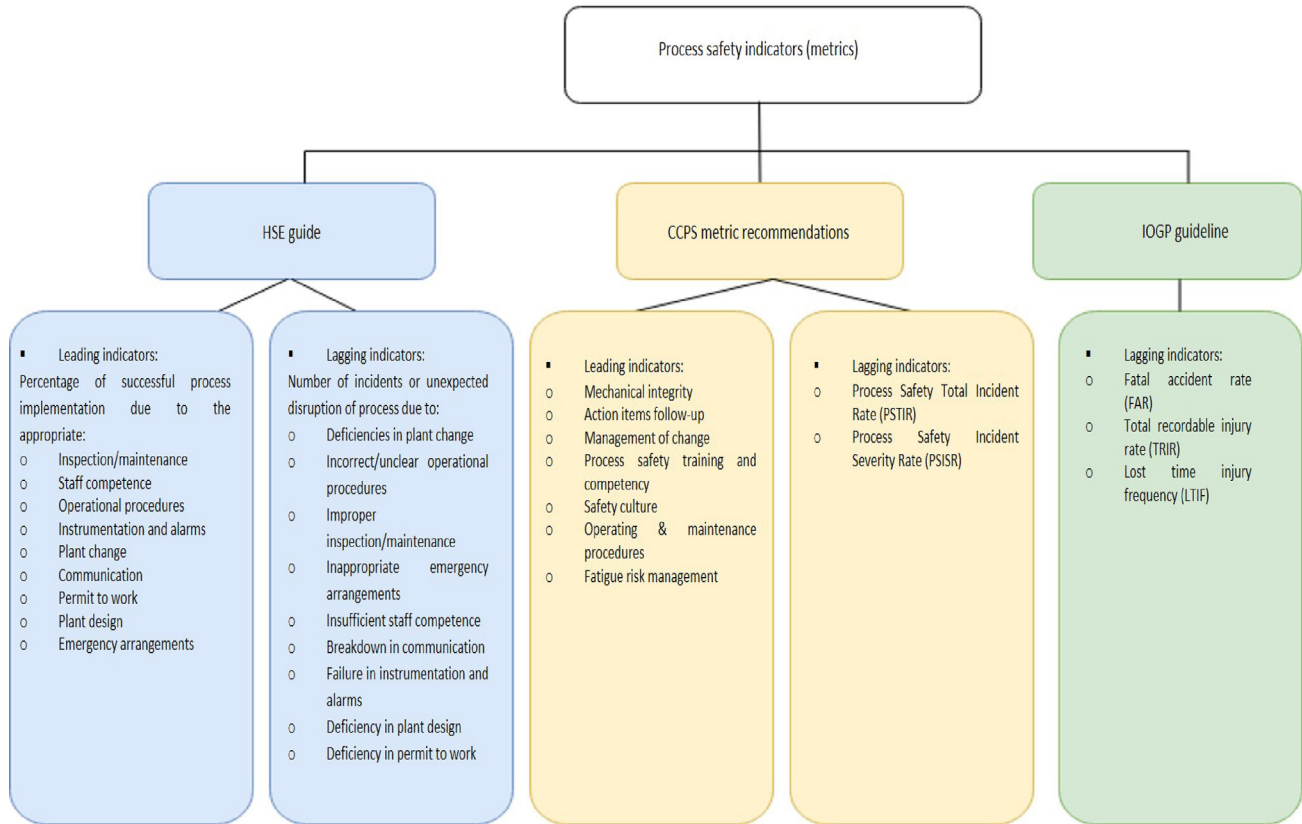 Process safety indicators (metrics)
HSE guide
CCPS metric recommendations
IOGP guideline
▪ Leading indicators:
Percentage of successful process
implementation due to the
appropriate:
o Inspection/maintenance
o Staff competence
o Operational procedures
o Instrumentation and alarms
o Plant change
o Communication
o Permit to work
o Plant design
o Emergency arrangements
▪ Lagging indicators:
Number of incidents or unexpected
disruption of process due to:
o Deficiencies in plant change
o Incorrect/unclear operational
procedures
o Improper
inspection/maintenance
o Inappropriate emergency
arrangements
o Insufficient staff competence
o Breakdown in communication
o Failure in instrumentation and
alarms
o Deficiency in plant design
o Deficiency in permit to work
▪ Leading indicators:
o Mechanical integrity
o Action items follow-up
o Management of change
o Process safety training and
competency
o Safety culture
o Operating & maintenance
procedures
o Fatigue risk management
▪ Lagging indicators:
o Process Safety Total Incident
Rate (PSTIR)
o Process Safety Incident
Severity Rate (PSISR)
▪ Lagging indicators:
o Fatal accident rate
(FAR)
o Total recordable injury
rate (TRIR)
o Lost time injury
frequency (LTIF)